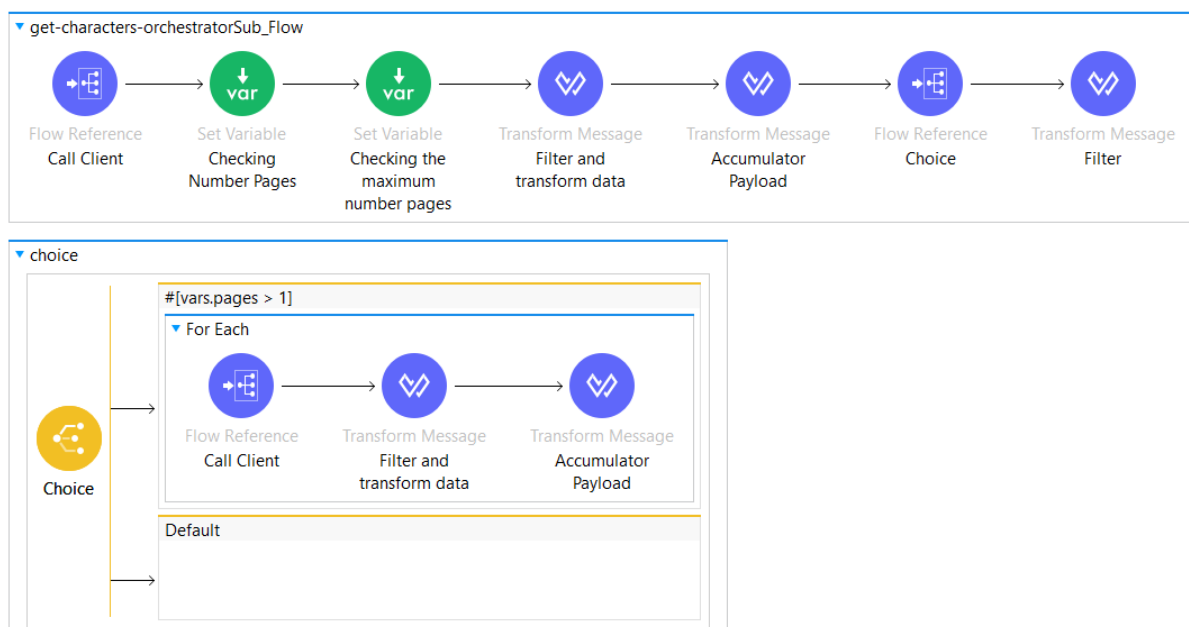 get-characters-orchestratorSub_Flow
var
var
Flow Reference
Set Variable
Set Variable
Transform Message
Transform Message
Flow Reference
Transform Message
Call Client
Checking
Number Pages
Checking the
maximum
number pages
Filter and
transform data
Accumulator
Payload
Choice
Filter
choice
#[vars.pages > 1]
For Each
Flow Reference
Transform Message
Transform Message
Call Client
Filter and
transform data
Accumulator
Payload
Choice
Default